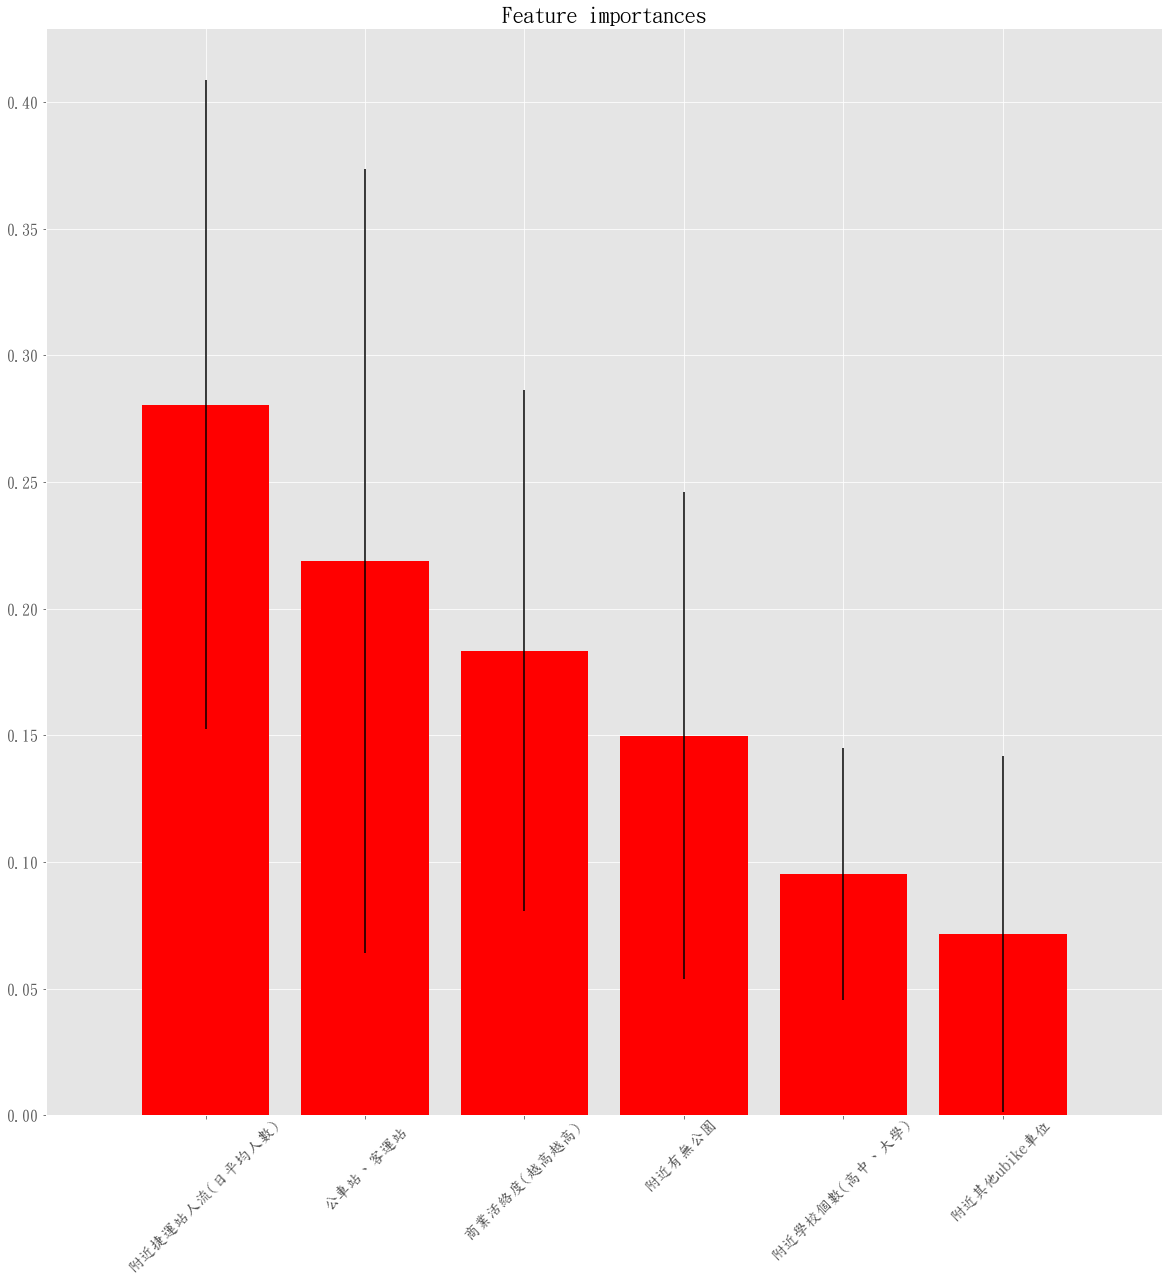 Feature importances
0.40
0.35
0.30
0.25
0.20
0.15
0.10
0.05
0.00
附近捷運站人流(日平均人數)
公車站、客運站
商業活絡度(越高越高)
附近有無公園
附近學校個數(高中、大學)
附近其他ubike車位